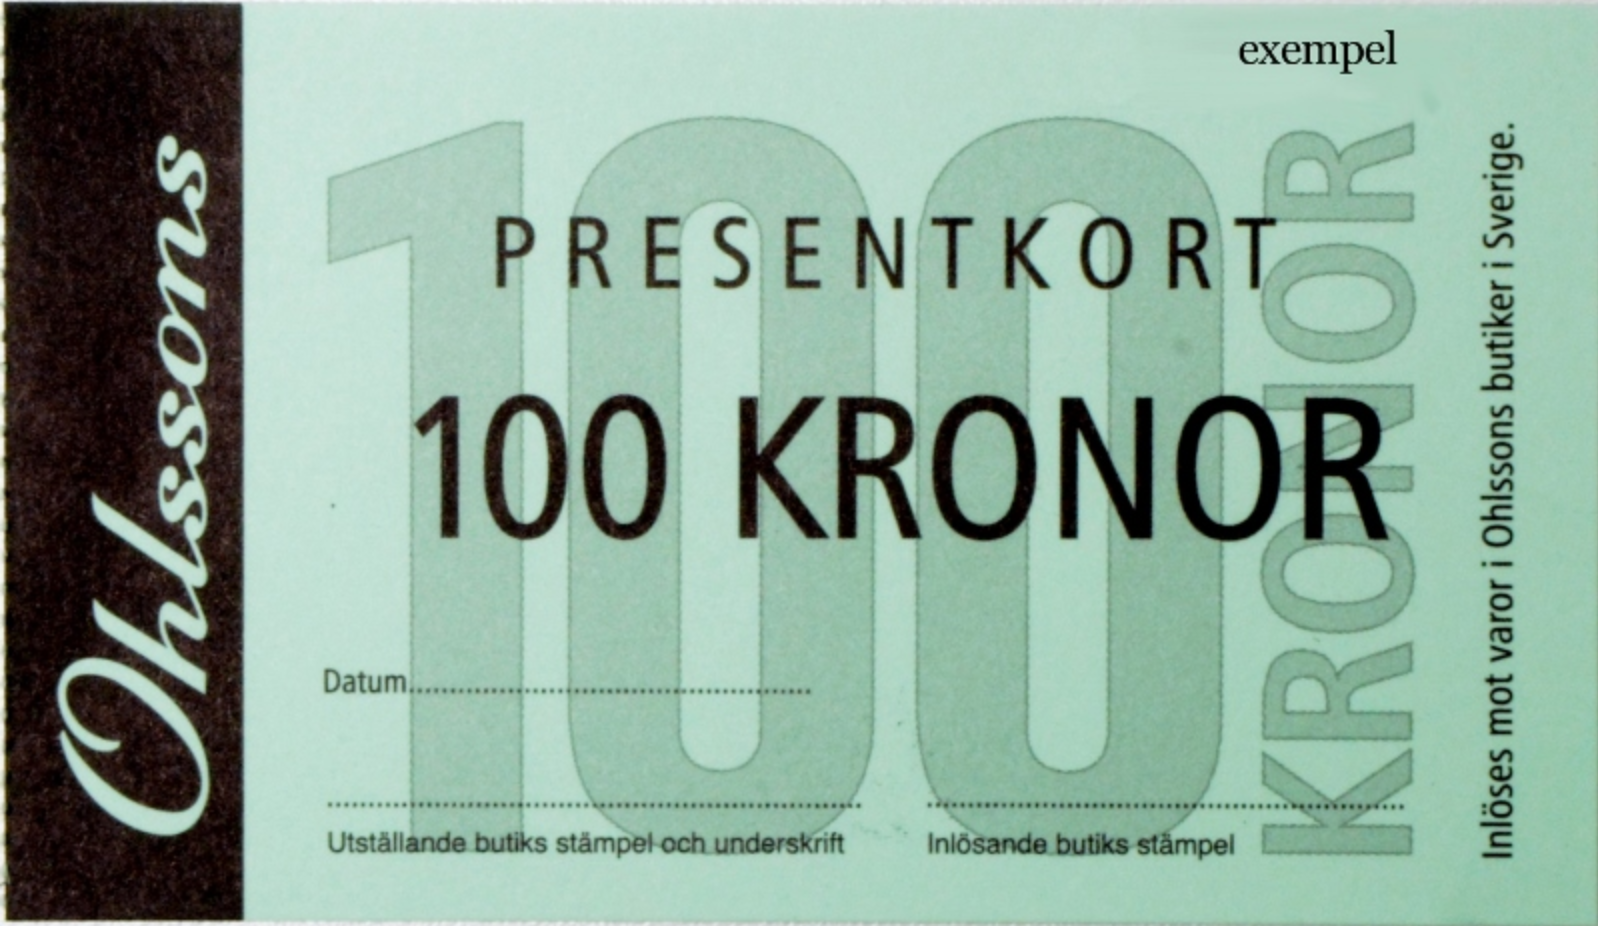 exempel
Ohlssons
PRESENTKORT
100 KRONOR
100 KRONOR
Datum
Utställande butiks stämpel och underskrift
Inlösande butiks stämpel
Inlöses mot varor i Ohlssons butiker i Sverige.